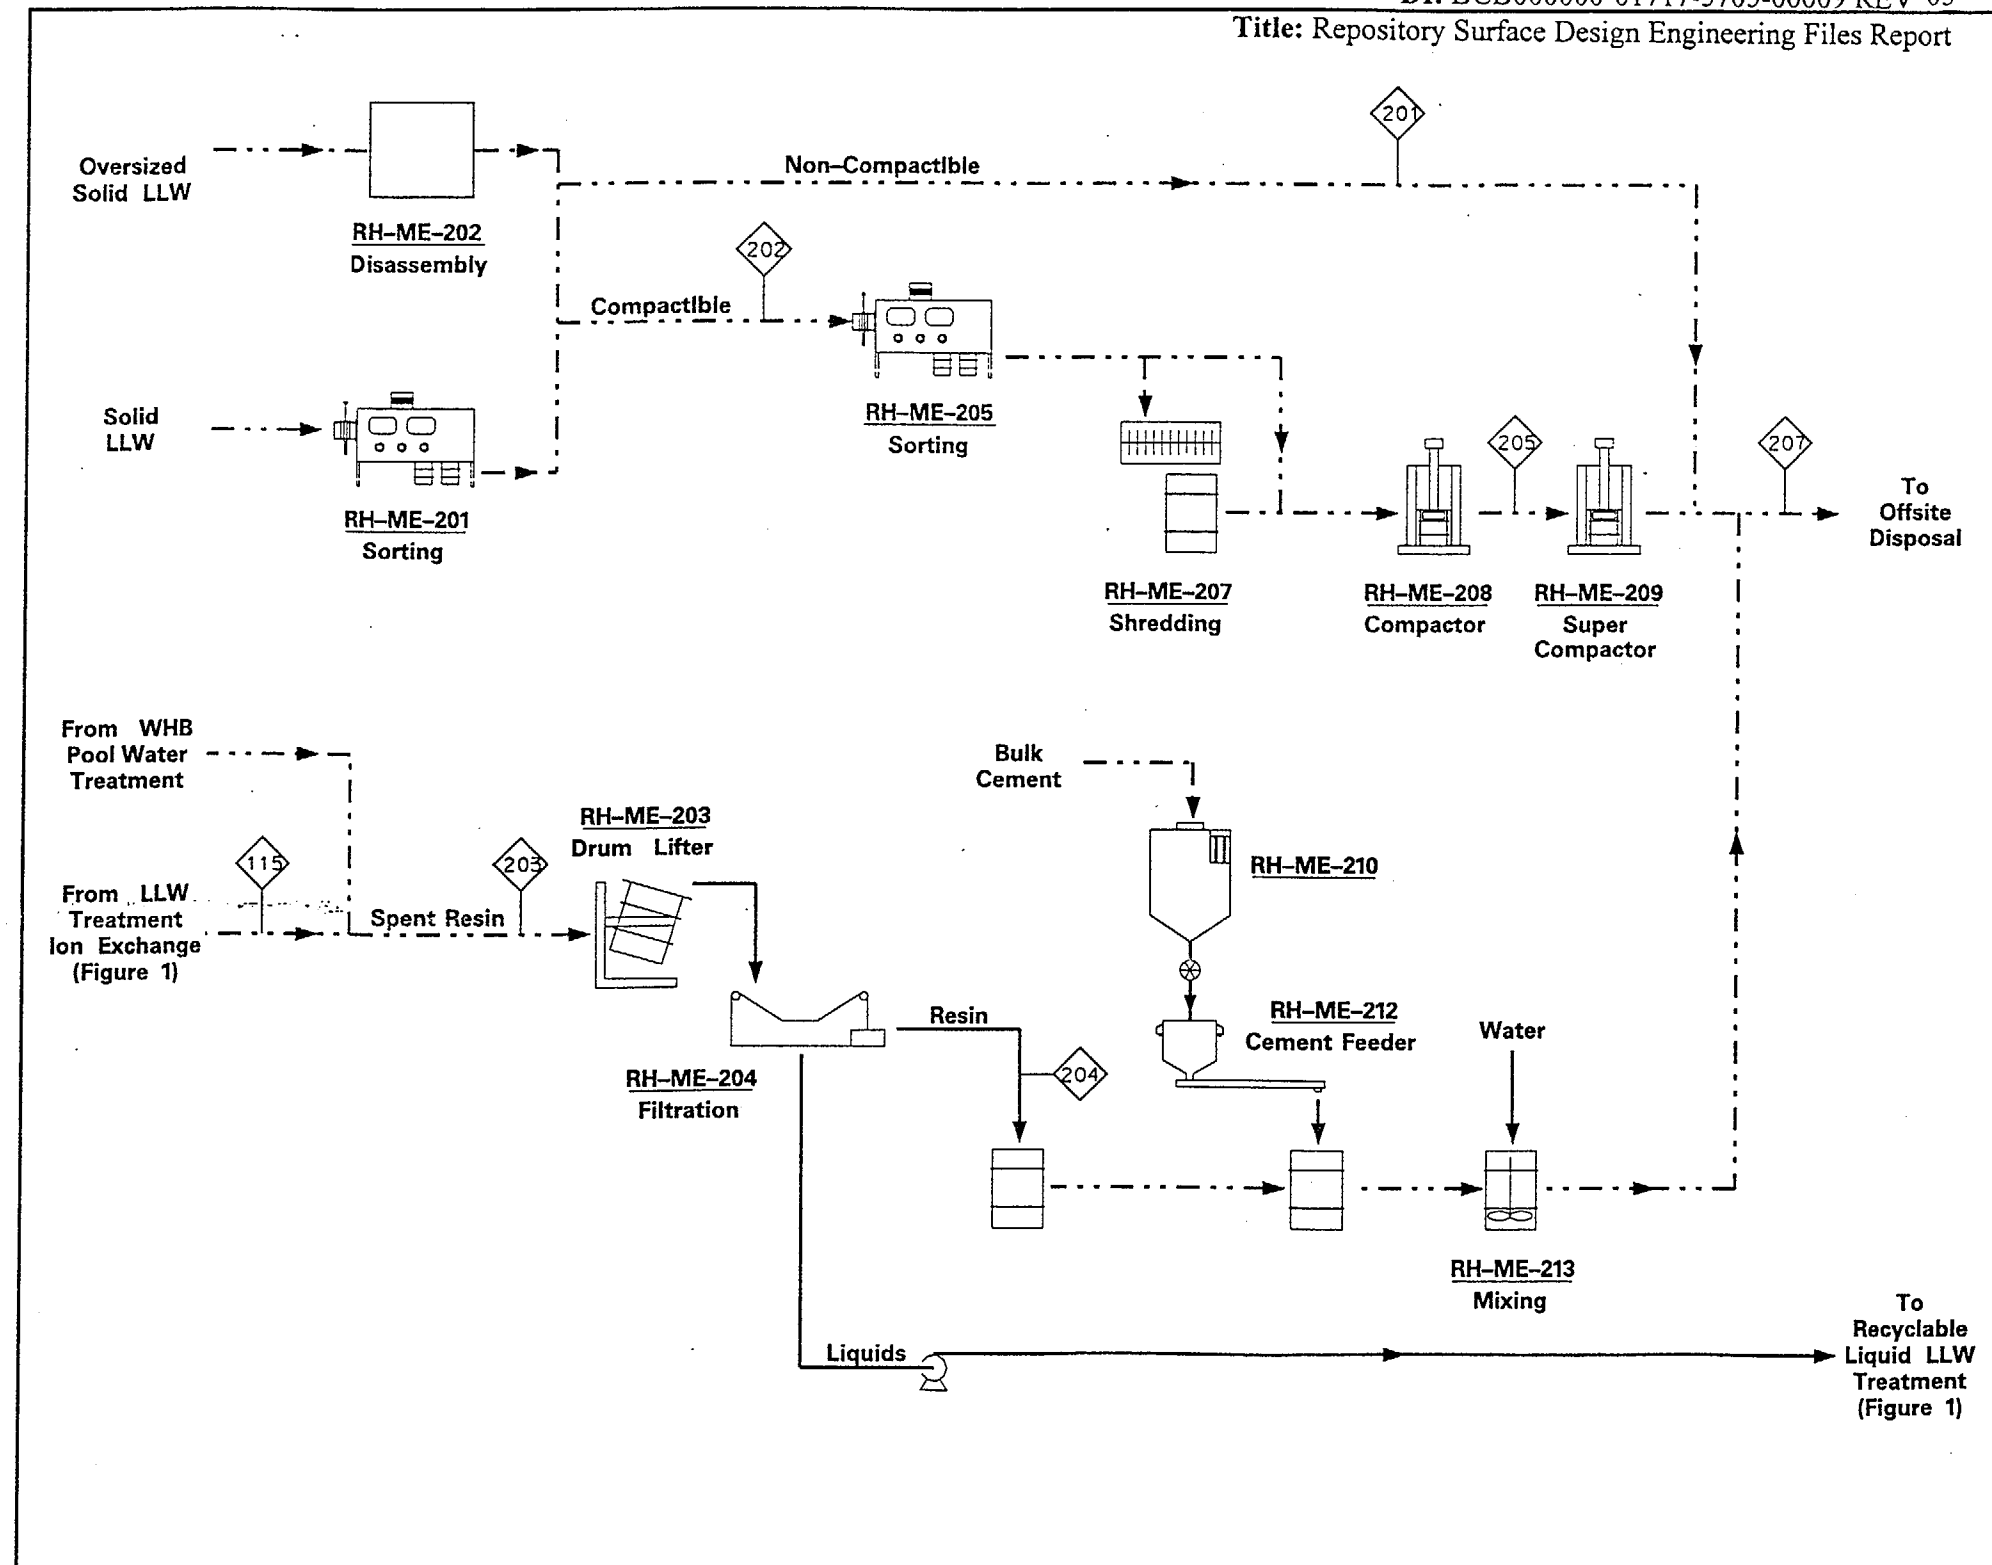 Title: Repository Surface Design Engineering Files Report
201
Oversized
Solid LLW
Non-Compactible
RH-ME-202
Disassembly
202
Compactible
Solid
LLW
RH-ME-205
Sorting
205
207
To
Offsite
Disposal
RH-ME-201
Sorting
RH-ME-207
Shredding
RH-ME-208
Compactor
RH-ME-209
Super
Compactor
From WHB
Pool Water
Treatment
Bulk
Cement
RH-ME-203
Drum Lifter
115
203
RH-ME-210
From LLW
Treatment
Ion Exchange
(Figure 1)
Spent Resin
Resin
RH-ME-212
Cement Feeder
Water
RH-ME-204
Filtration
204
RH-ME-213
Mixing
Liquids
To
Recyclable
Liquid LLW
Treatment
(Figure 1)